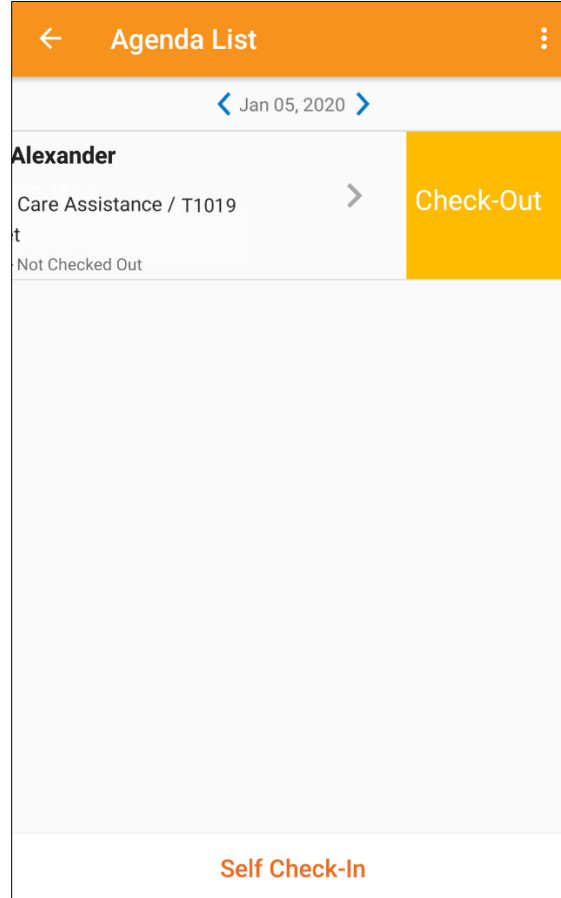 Agenda List
Jan 05, 2020
Alexander
Care Assistance / T1019
t
Not Checked Out
Check-Out
Self Check-In